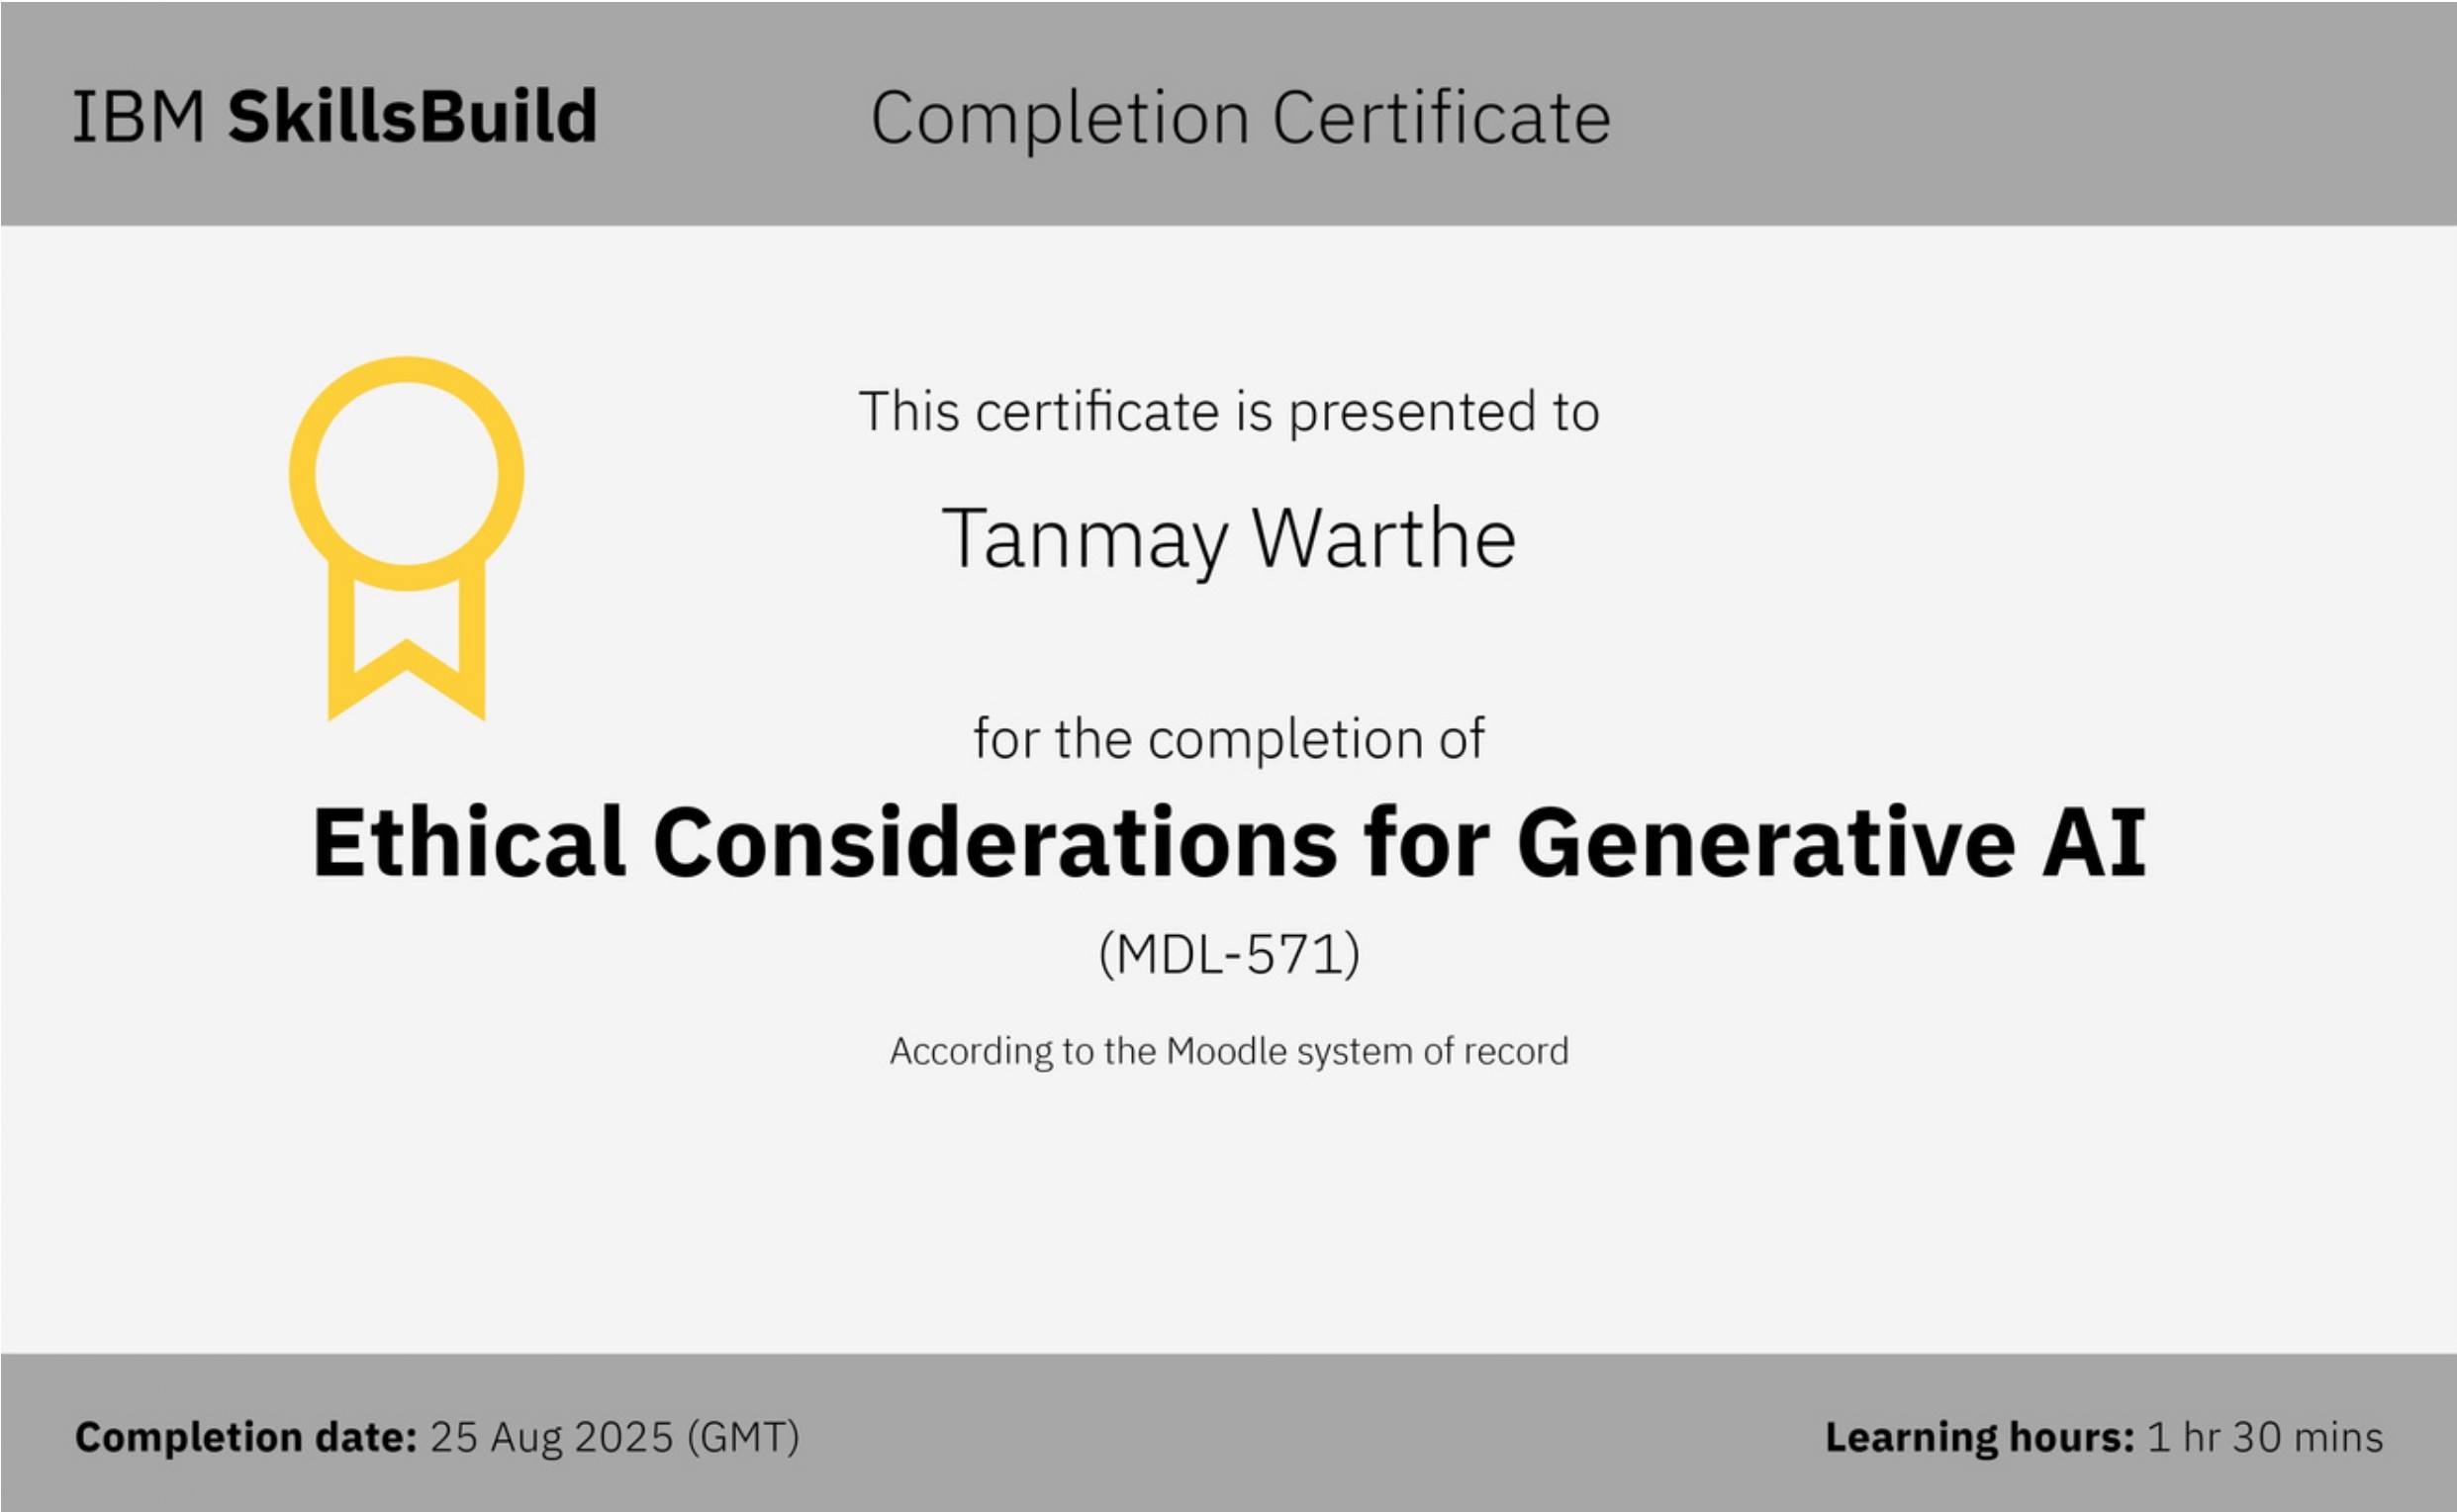 IBM SkillsBuild
Completion Certificate
This certificate is presented to
Tanmay Warthe
for the completion of
Ethical Considerations for Generative AI
(MDL-571)
According to the Moodle system of record
Completion date: 25 Aug 2025 (GMT)
Learning hours: 1 hr 30 mins